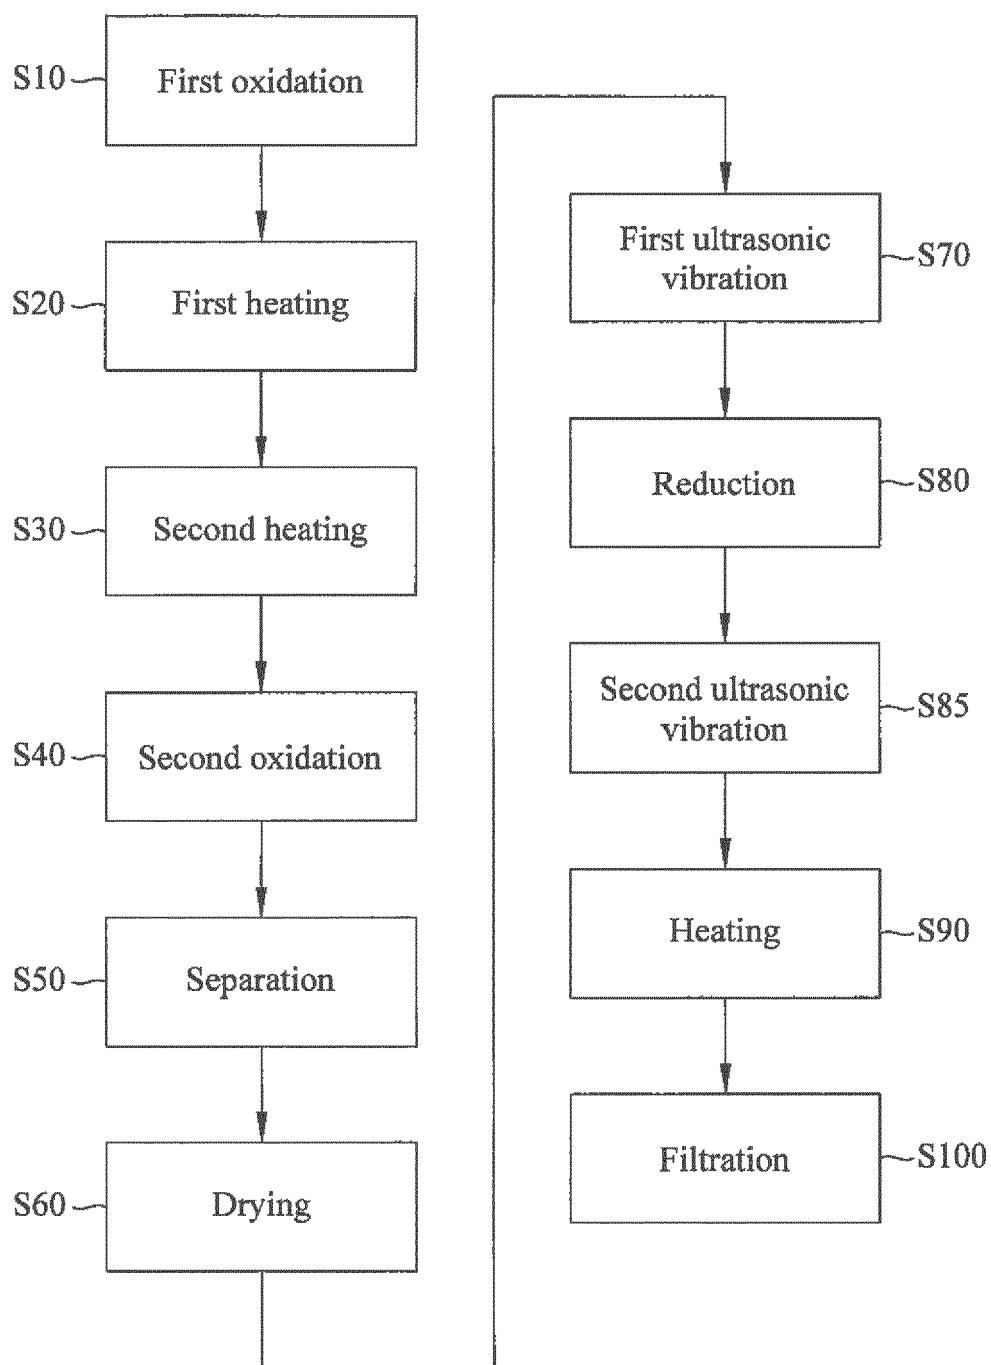 S10
First oxidation
S20
First heating
S30
Second heating
S40
Second oxidation
S50
Separation
S60
Drying
First ultrasonic
vibration
S70
Reduction
S80
Second ultrasonic
vibration
S85
Heating
S90
Filtration
S100